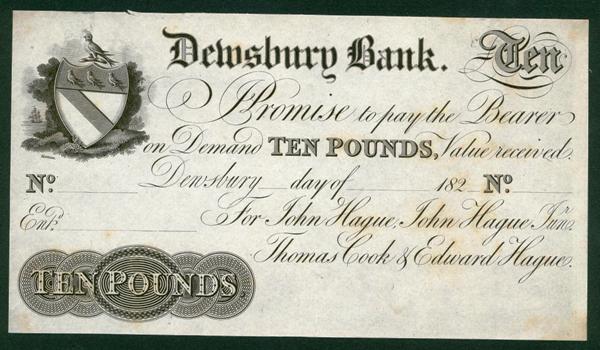 Dewsbury Bank. Ten
I Promise to pay the Bearer
on Demand TEN POUNDS, Value received.
No. Dewsbury day of 182 No.
Entd. For John Hague, John Hague Junr.
Thomas Cook & Edward Hague.
TEN POUNDS